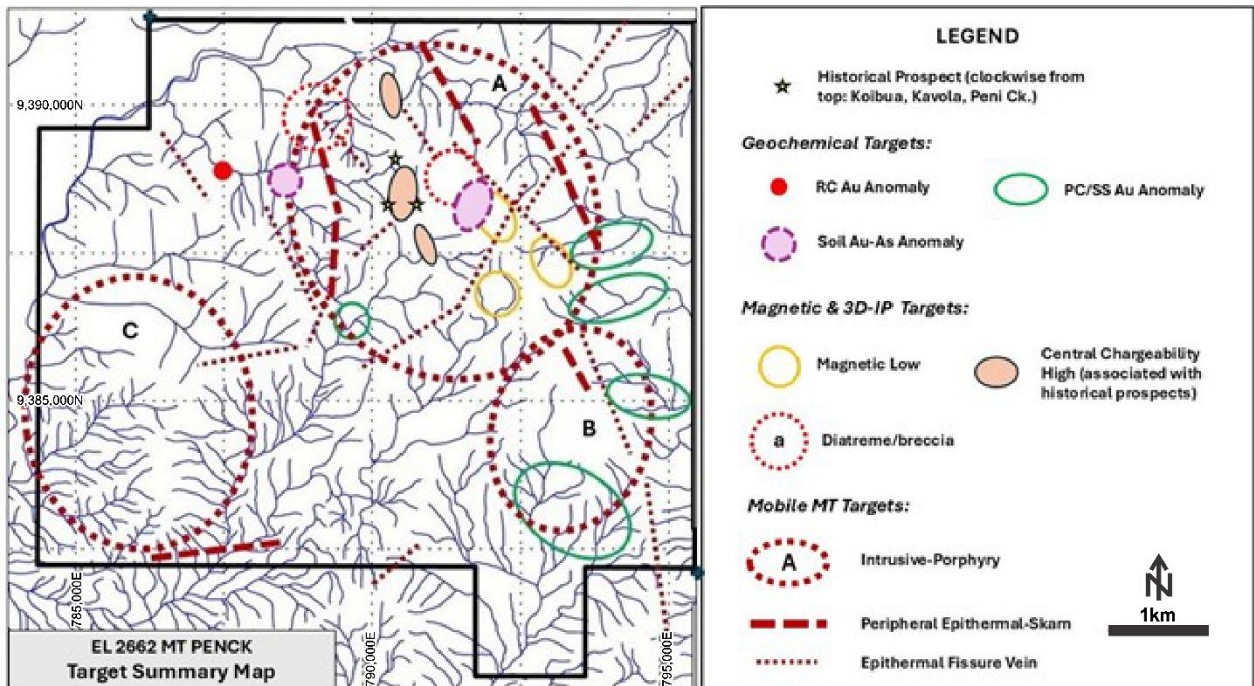 A
9,390,000N
C
9,385,000N
B
785,000E
790,000E
795,000E
EL 2662 MT PENCK
Target Summary Map
LEGEND
Historical Prospect (clockwise from
top: Koibua, Kavola, Peni Ck.)
Geochemical Targets:
RC Au Anomaly
PC/SS Au Anomaly
Soil Au-As Anomaly
Magnetic & 3D-IP Targets:
Magnetic Low
Central Chargeability
High (associated with
historical prospects)
a
Diatreme/breccia
Mobile MT Targets:
A
Intrusive-Porphyry
N
1km
Peripheral Epithermal-Skarn
Epithermal Fissure Vein